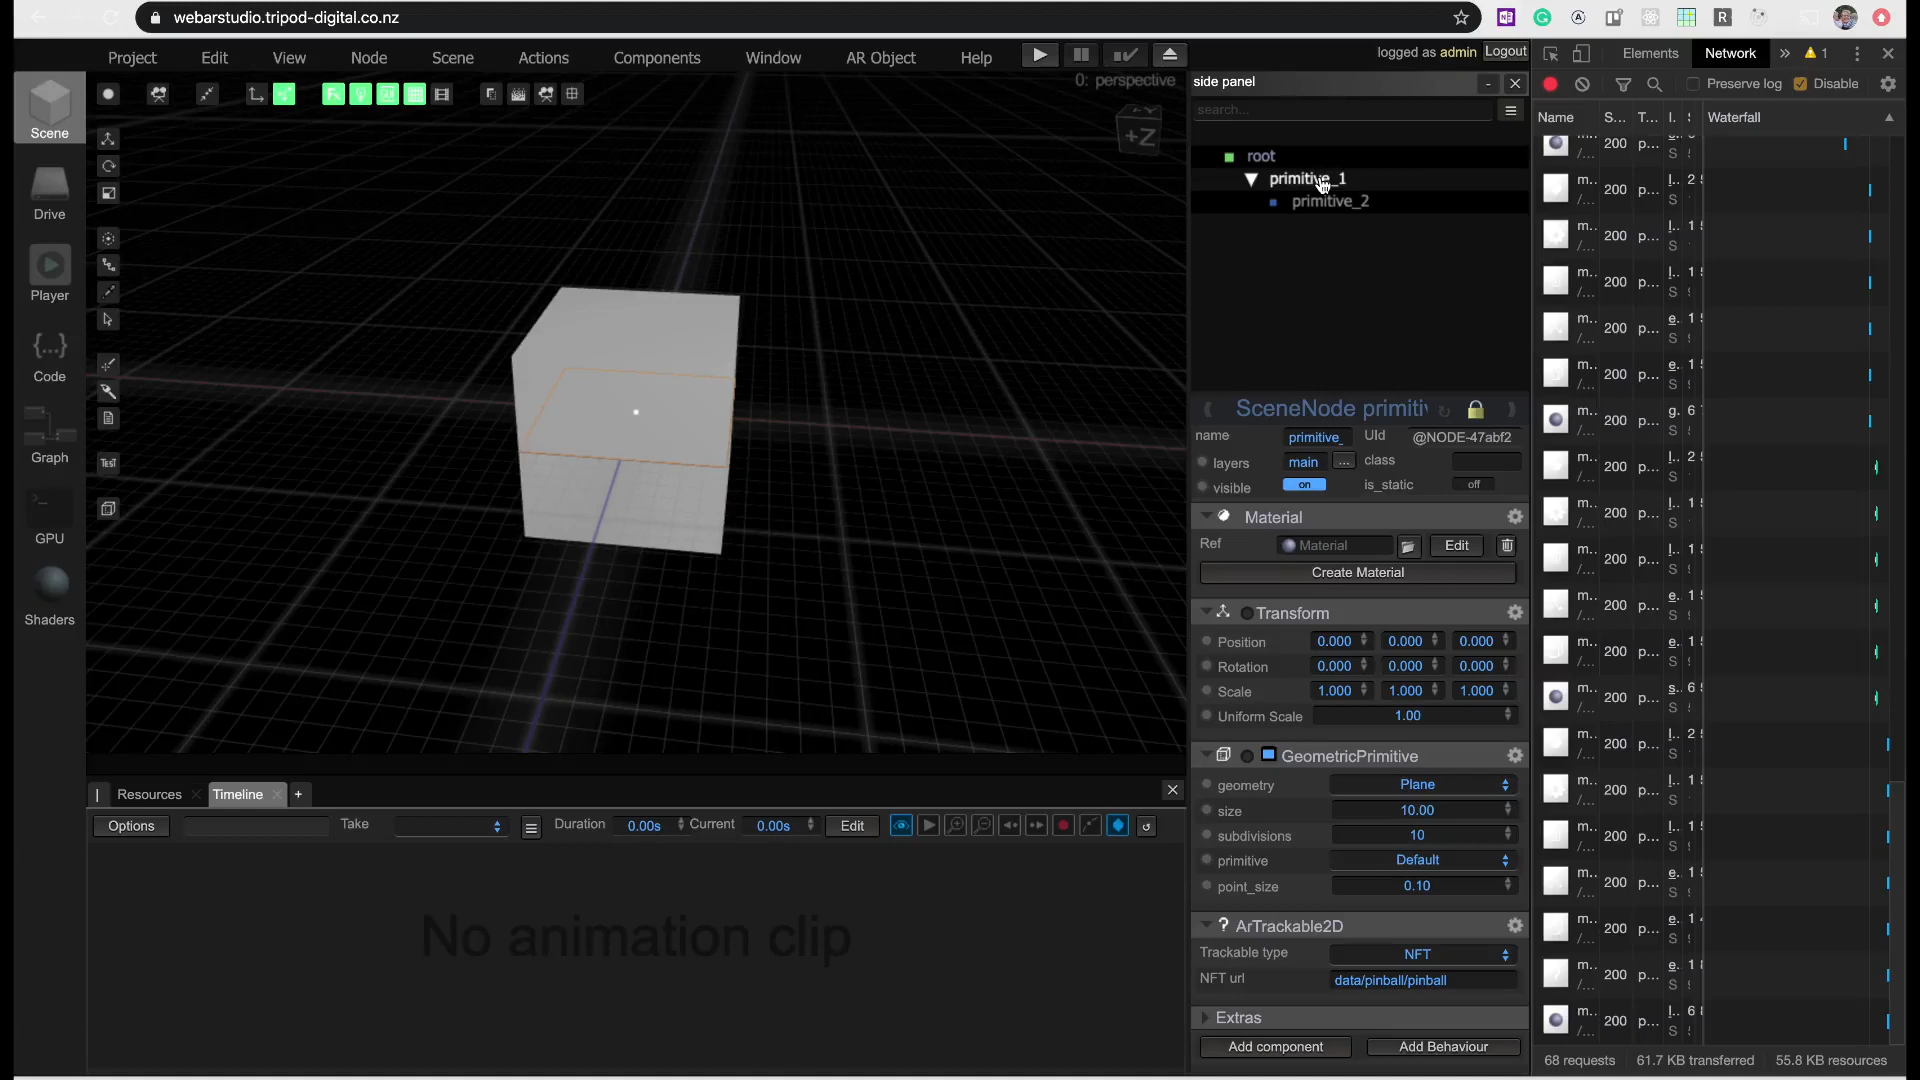 webarstudio.tripod-digital.co.nz
Project Edit View Node Scene Actions Components Window AR Object Help
logged as admin Logout
Elements Network 1
0: perspective
side panel
Preserve log Disable
search...
Name S... T... I. Waterfall
+Z
root
primitive_1
primitive_2
Scene
Drive
Player
Code
Graph
GPU
Shaders
TEST
SceneNode primitiv
name primitive_ UId @NODE-47abf2
layers main ... class
visible on is_static off
Material
Ref Material Edit
Create Material
Transform
Position 0.000 0.000 0.000
Rotation 0.000 0.000 0.000
Scale 1.000 1.000 1.000
Uniform Scale 1.00
GeometricPrimitive
geometry Plane
size 10.00
subdivisions 10
primitive Default
point_size 0.10
ArTrackable2D
Trackable type NFT
NFT url data/pinball/pinball
Extras
Add component Add Behaviour
Resources Timeline +
Options Take Duration 0.00s Current 0.00s Edit
No animation clip
68 requests 61.7 KB transferred 55.8 KB resources